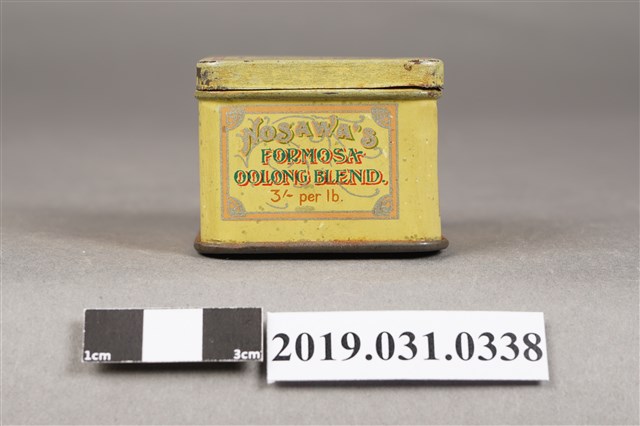 NOSAWA'S
FORMOSA
OOLONG BLEND.
3/- per lb.
1cm 3cm
2019.031.0338